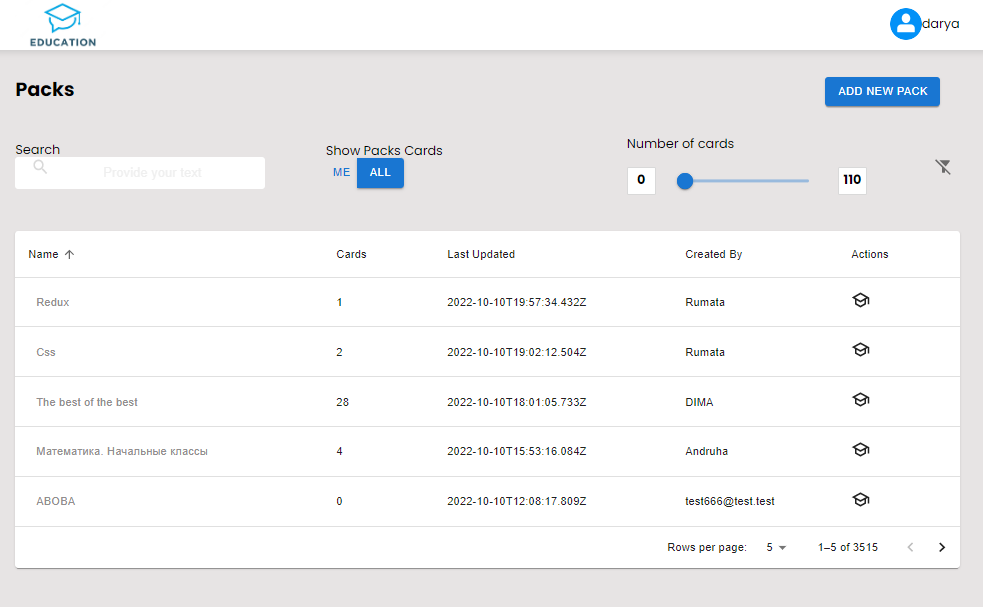 EDUCATION
darya
Packs
ADD NEW PACK
Search
Provide your text
Show Packs Cards
ME ALL
Number of cards
0
110
Name Cards Last Updated Created By Actions
Redux 1 2022-10-10T19:57:34.432Z Rumata
Css 2 2022-10-10T19:02:12.504Z Rumata
The best of the best 28 2022-10-10T18:01:05.733Z DIMA
Математика. Начальные классы 4 2022-10-10T15:53:16.084Z Andruha
ABOBA 0 2022-10-10T12:08:17.809Z test666@test.test
Rows per page: 5 1–5 of 3515